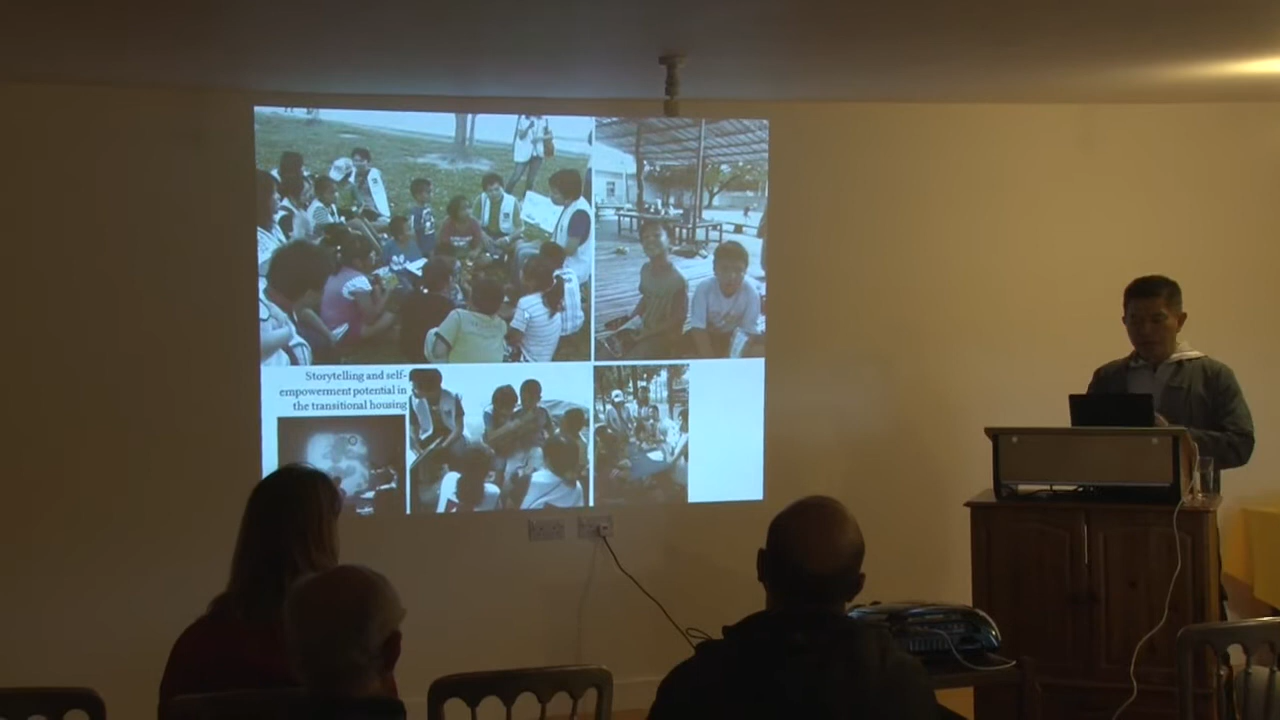 Storytelling and self-
empowerment potential in
the transitional housing